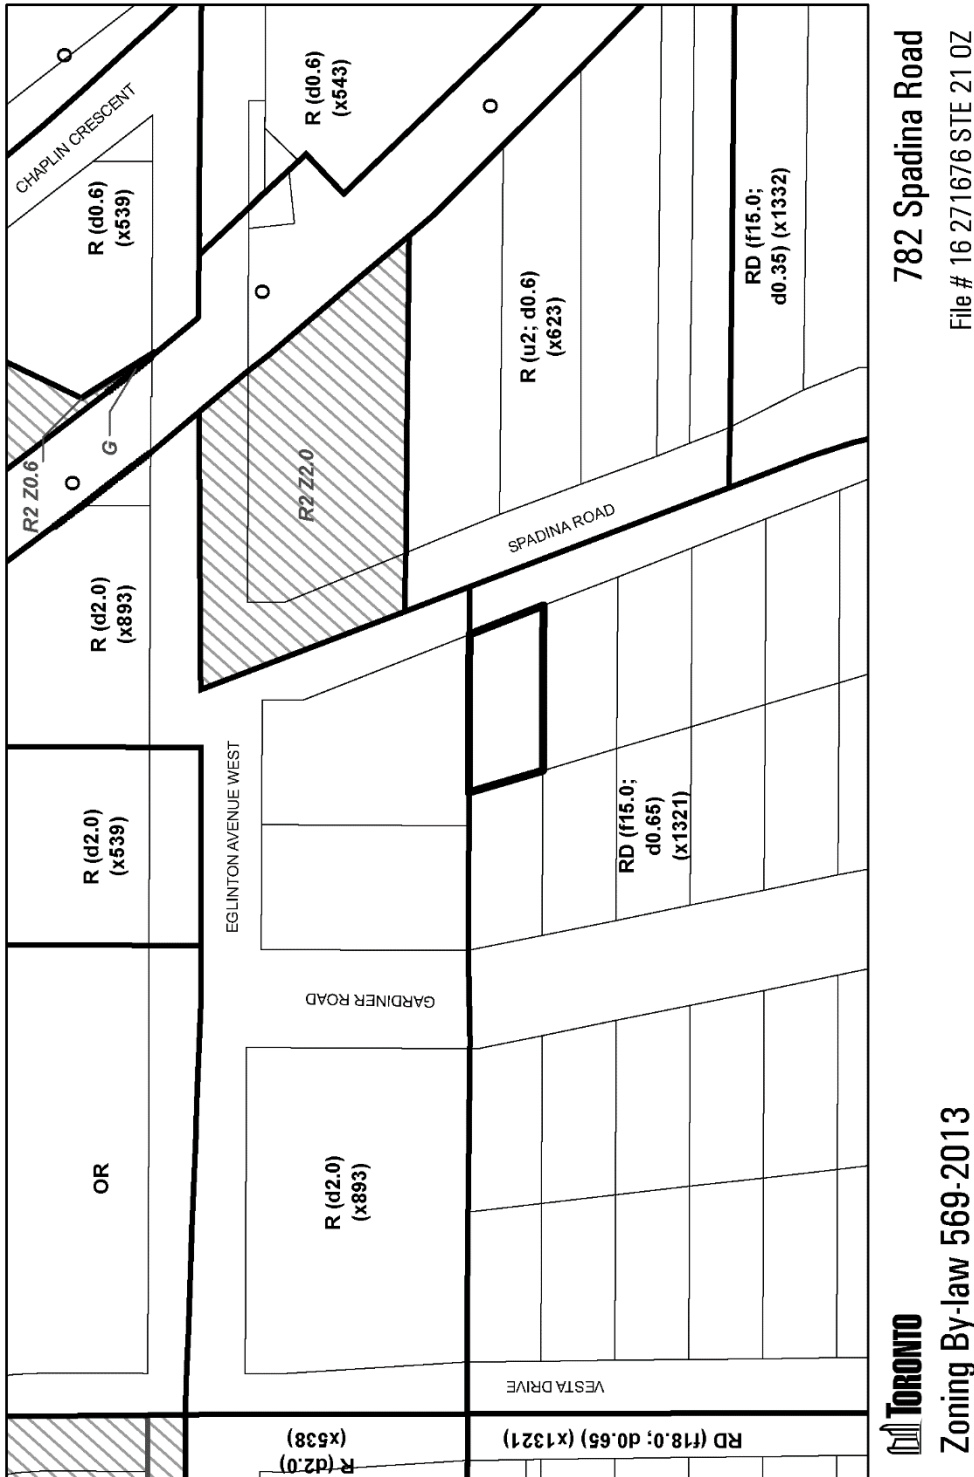 CHAPLIN CRESCENT
O
R (d0.6)
(x539)
R (d0.6)
(x543)
O
O
O
R2 Z0.6
G
R (u2; d0.6)
(x623)
RD (f15.0;
d0.35) (x1332)
R2 Z2.0
SPADINA ROAD
R (d2.0)
(x893)
R (d2.0)
(x539)
EGLINTON AVENUE WEST
RD (f15.0;
d0.65)
(x1321)
GARDINER ROAD
OR
R (d2.0)
(x893)
VESTA DRIVE
R (d2.0)
(x538)
RD (f18.0; d0.65) (x1321)
TORONTO
Zoning By-law 569-2013
782 Spadina Road
File # 16 271676 STE 21 OZ